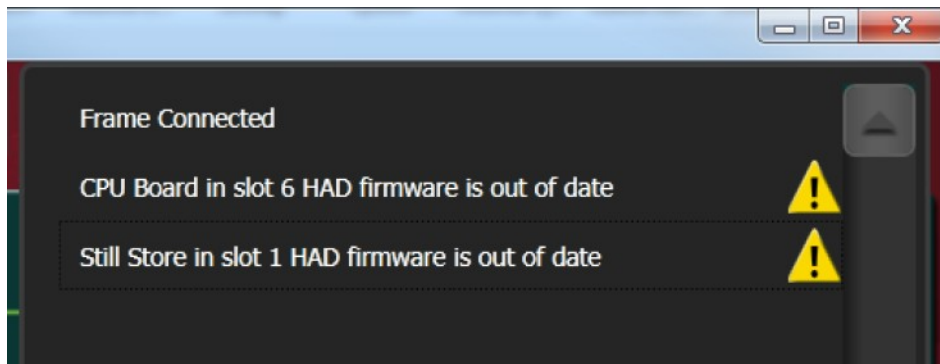 Frame Connected
CPU Board in slot 6 HAD firmware is out of date
Still Store in slot 1 HAD firmware is out of date